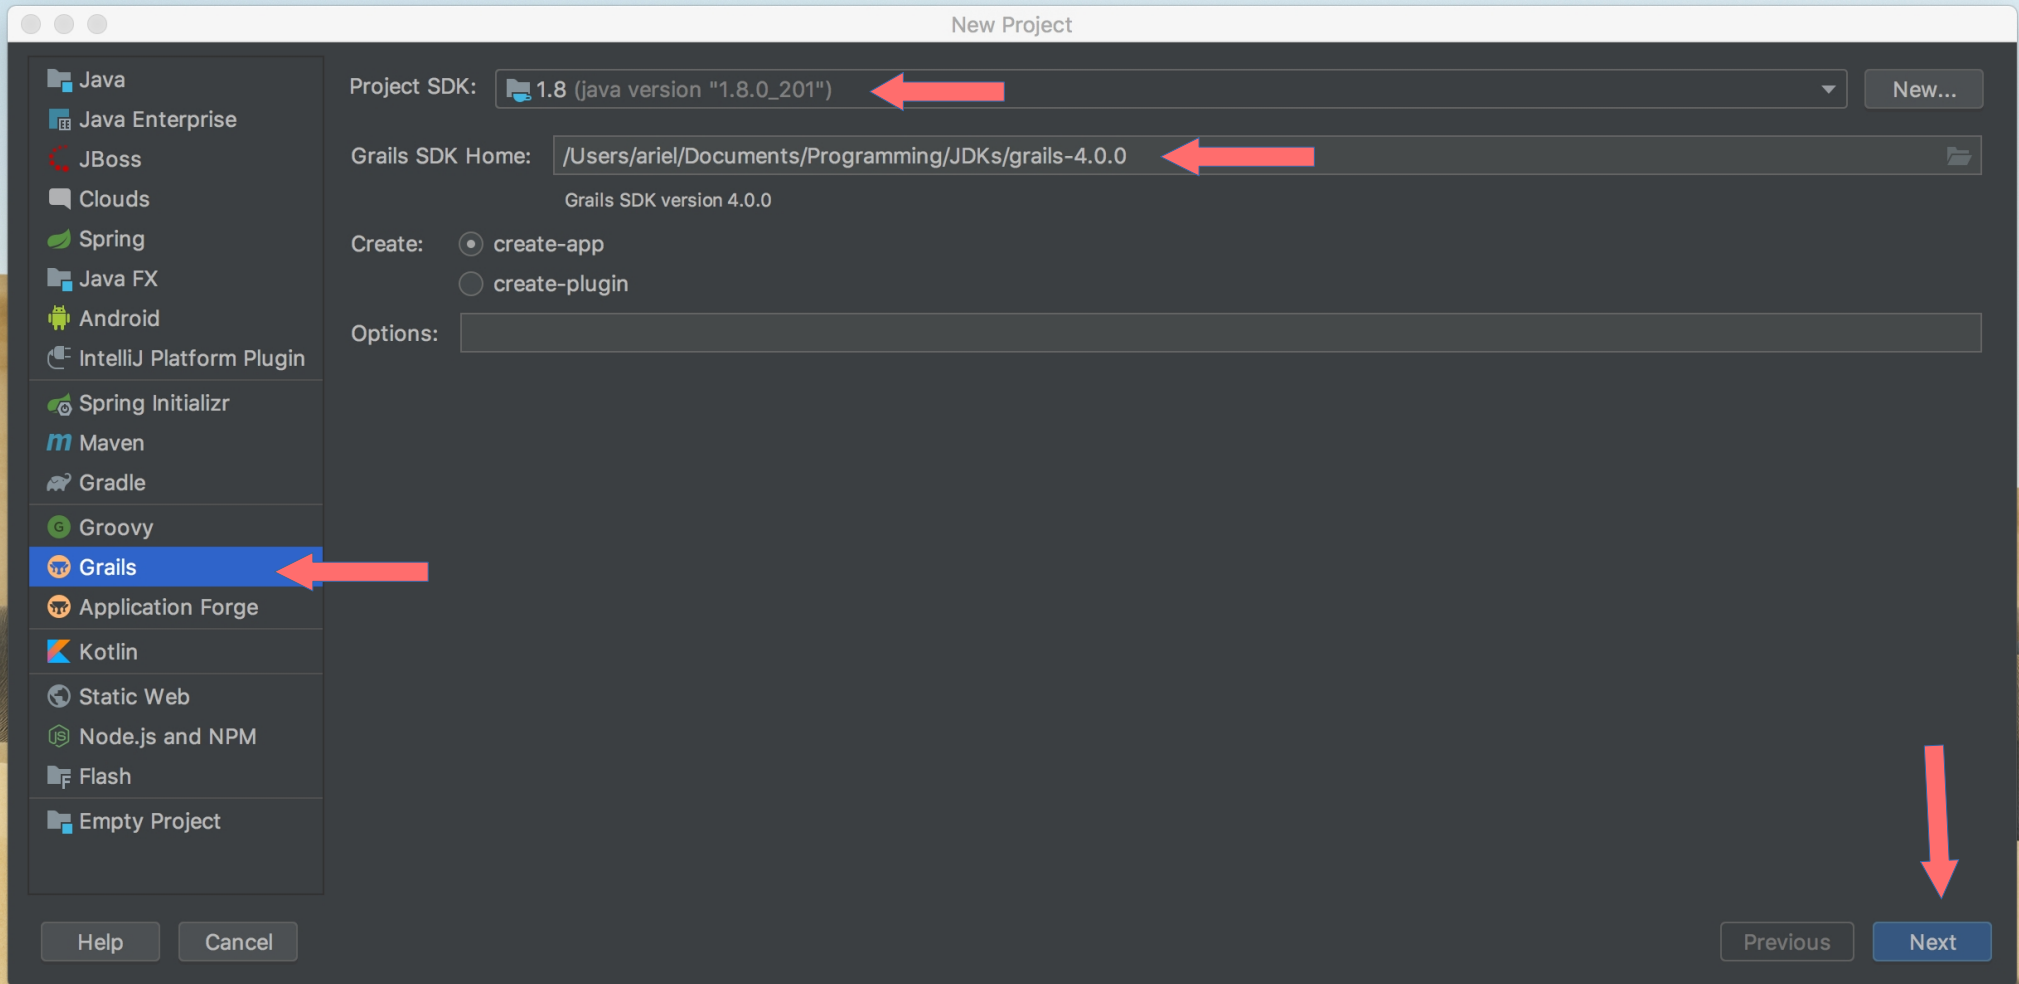 New Project
Java
Java Enterprise
JBoss
Clouds
Spring
Java FX
Android
IntelliJ Platform Plugin
Spring Initializr
Maven
Gradle
Groovy
Grails
Application Forge
Kotlin
Static Web
Node.js and NPM
Flash
Empty Project
Project SDK: 1.8 (java version "1.8.0_201") New...
Grails SDK Home: /Users/ariel/Documents/Programming/JDKs/grails-4.0.0
Grails SDK version 4.0.0
Create: create-app
create-plugin
Options:
Help Cancel Previous Next